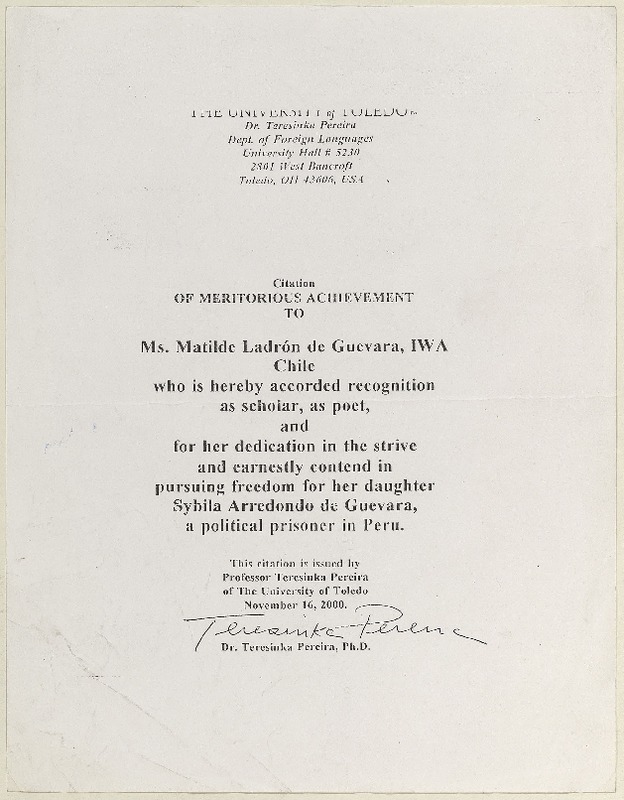 THE UNIVERSITY of TOLEDO
Dr. Teresinka Pereira
Dept. of Foreign Languages
University Hall # 5230
2801 West Bancroft
Toledo, OH 43606, USA
Citation
OF MERITORIOUS ACHIEVEMENT
TO
Ms. Matilde Ladrón de Guevara, IWA
Chile
who is hereby accorded recognition
as scholar, as poet,
and
for her dedication in the strive
and earnestly contend in
pursuing freedom for her daughter
Sybila Arredondo de Guevara,
a political prisoner in Peru.
This citation is issued by
Professor Teresinka Pereira
of The University of Toledo
November 16, 2000.
Teresinka Pereira
Dr. Teresinka Pereira, Ph.D.